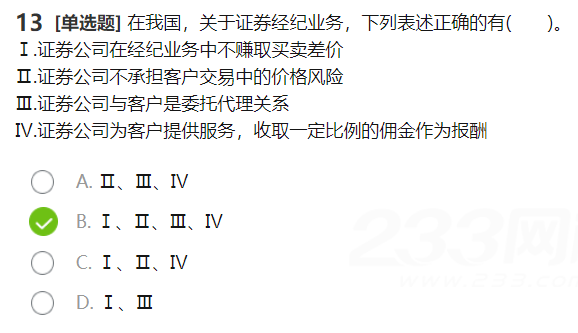 13 [单选题] 在我国，关于证券经纪业务，下列表述正确的有(  )。
Ⅰ.证券公司在经纪业务中不赚取买卖差价
Ⅱ.证券公司不承担客户交易中的价格风险
Ⅲ.证券公司与客户是委托代理关系
Ⅳ.证券公司为客户提供服务，收取一定比例的佣金作为报酬
A. Ⅱ、Ⅲ、Ⅳ
B. Ⅰ、Ⅱ、Ⅲ、Ⅳ
C. Ⅰ、Ⅱ、Ⅳ
D. Ⅰ、Ⅲ
233网
www.233.com